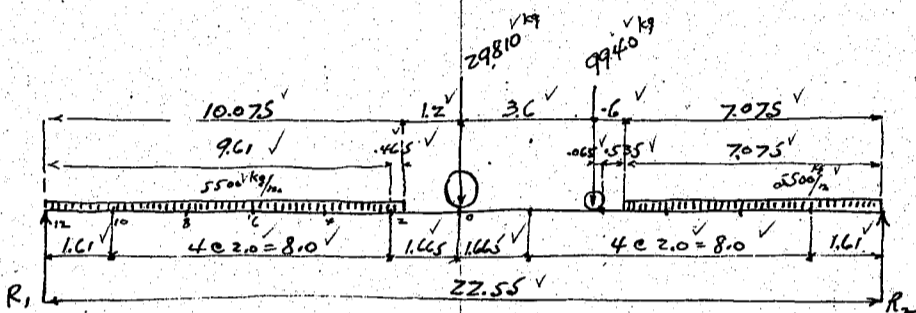 29810 kg
9940 kg
10.075 1.2 3.6 .6 7.075
9.61 .465 .065 .535 7.075
5500 kg/m 5500 kg/m
12 10 8 6 4 2 0
1.61 4 @ 2.0 = 8.0 1.665 1.665 4 @ 2.0 = 8.0 1.61
R1 22.55 R2